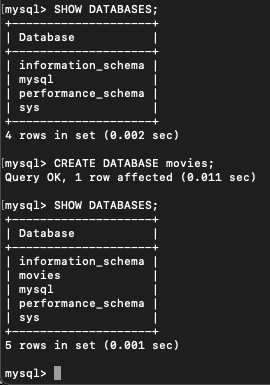 [mysql> SHOW DATABASES;
+--------------------+
| Database           |
+--------------------+
| information_schema |
| mysql              |
| performance_schema |
| sys                |
+--------------------+
4 rows in set (0.002 sec)

[mysql> CREATE DATABASE movies;
Query OK, 1 row affected (0.011 sec)

[mysql> SHOW DATABASES;
+--------------------+
| Database           |
+--------------------+
| information_schema |
| movies             |
| mysql              |
| performance_schema |
| sys                |
+--------------------+
5 rows in set (0.001 sec)

mysql>